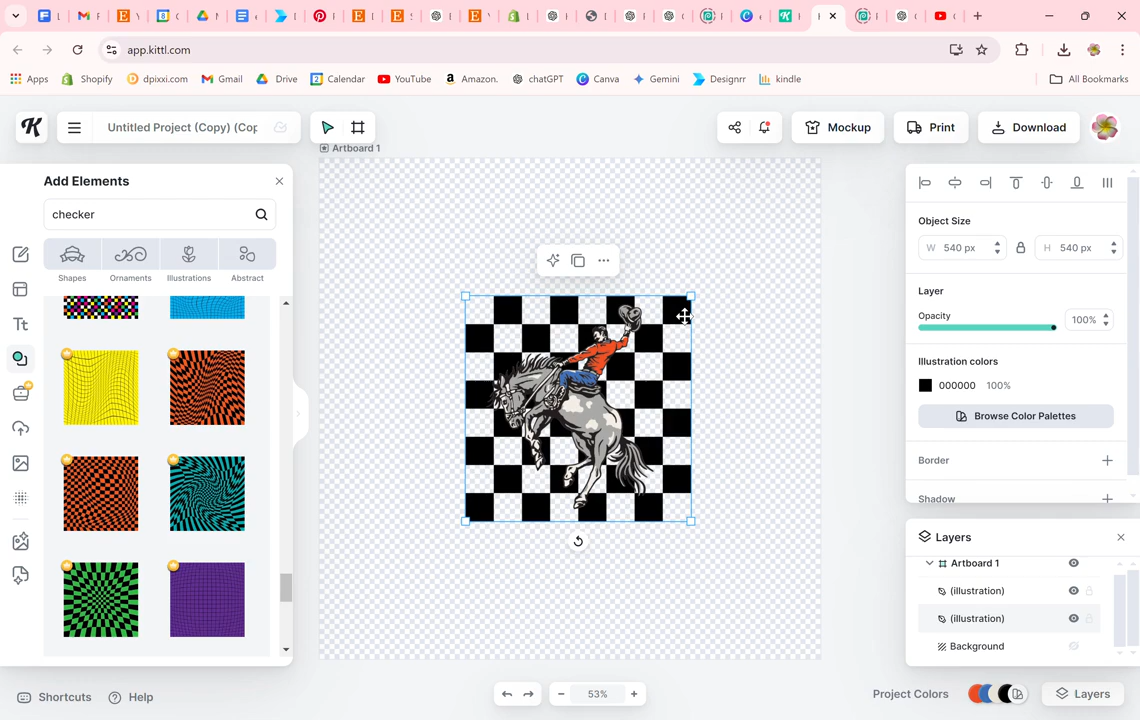 app.kittl.com
Apps Shopify dpixxi.com Gmail Drive Calendar YouTube Amazon. chatGPT Canva Gemini Designrr kindle All Bookmarks
Untitled Project (Copy) (Cop
Mockup Print Download
Artboard 1
Add Elements
checker
Shapes Ornaments Illustrations Abstract
Object Size
W 540 px H 540 px
Layer
Opacity 100%
Illustration colors
000000 100%
Browse Color Palettes
Border
Shadow
Layers
Artboard 1
(illustration)
(illustration)
Background
Shortcuts Help
53%
Project Colors Layers